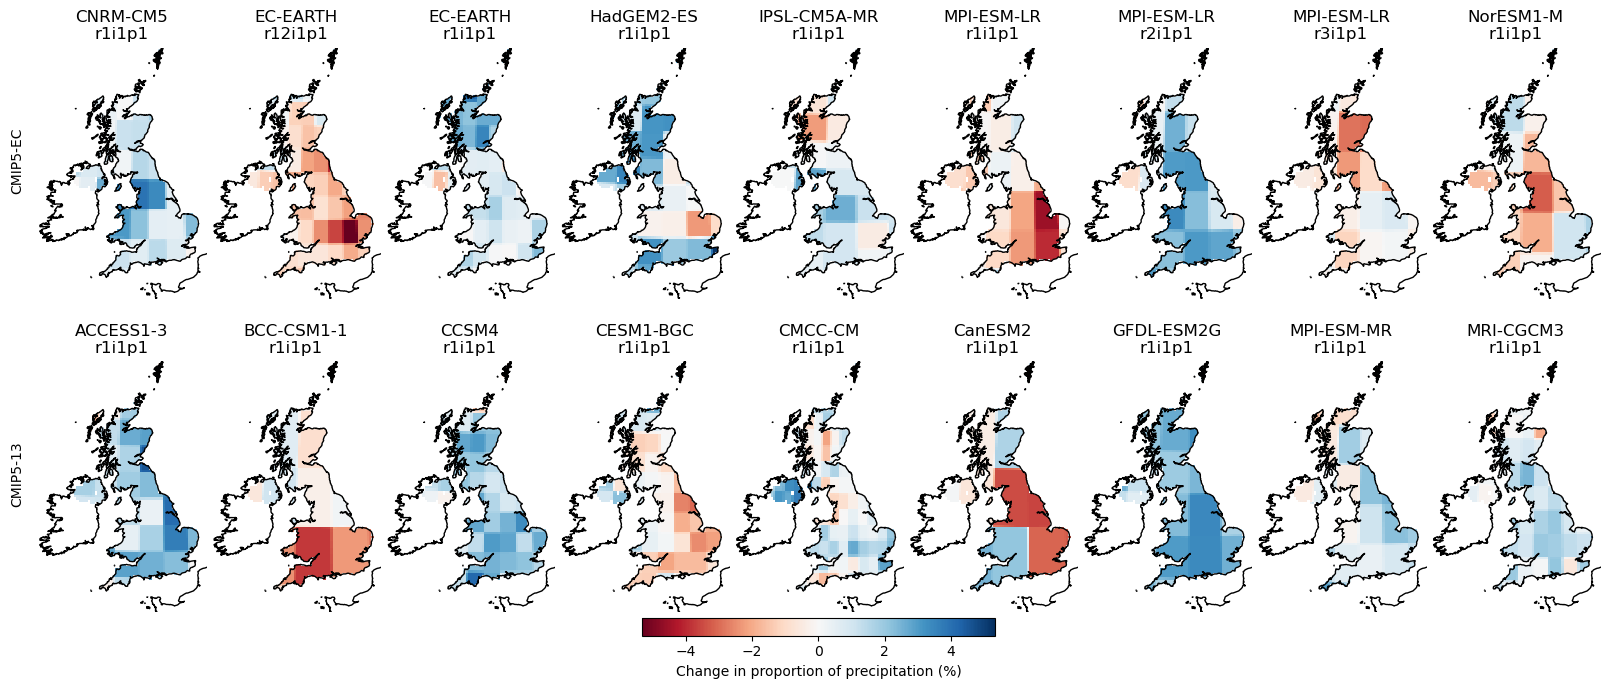 CNRM-CM5 EC-EARTH EC-EARTH HadGEM2-ES IPSL-CM5A-MR MPI-ESM-LR MPI-ESM-LR MPI-ESM-LR NorESM1-M
r1i1p1 r12i1p1 r1i1p1 r1i1p1 r1i1p1 r1i1p1 r2i1p1 r3i1p1 r1i1p1
CMIP5-EC
ACCESS1-3 BCC-CSM1-1 CCSM4 CESM1-BGC CMCC-CM CanESM2 GFDL-ESM2G MPI-ESM-MR MRI-CGCM3
r1i1p1 r1i1p1 r1i1p1 r1i1p1 r1i1p1 r1i1p1 r1i1p1 r1i1p1 r1i1p1
CMIP5-13
−4 −2 0 2 4
Change in proportion of precipitation (%)